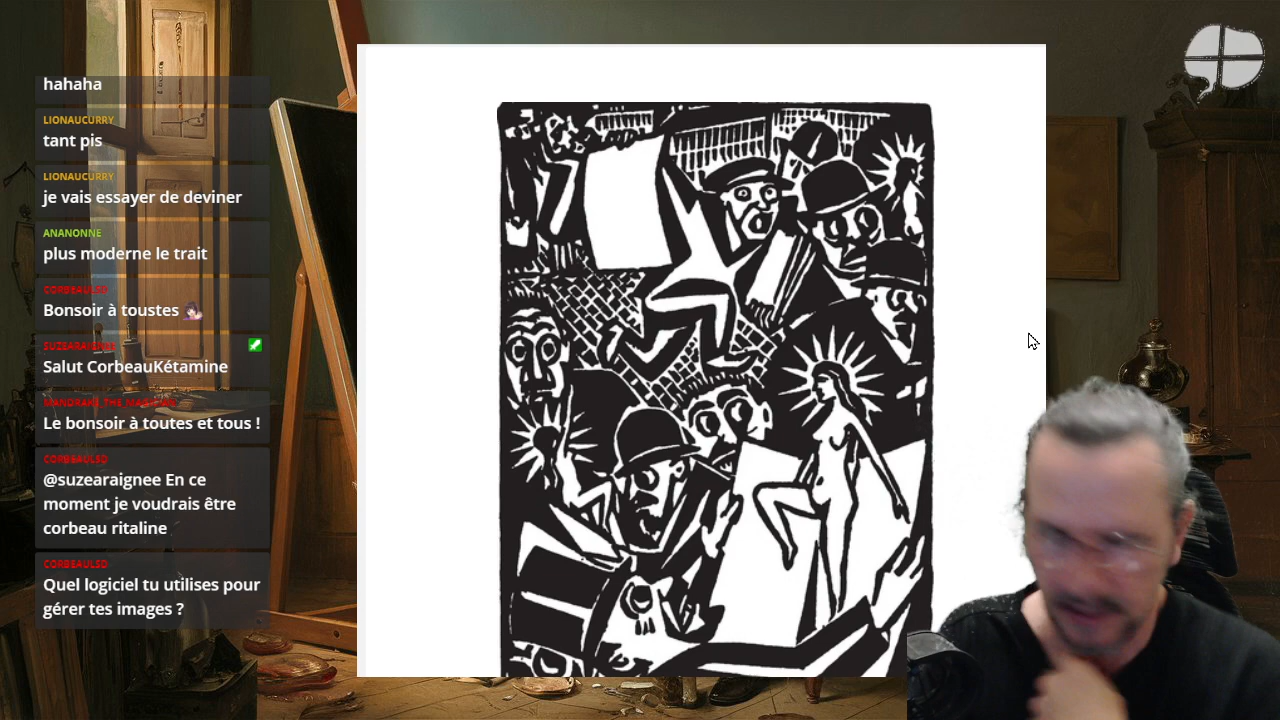 hahaha
LIONAUCURRY
tant pis
LIONAUCURRY
je vais essayer de deviner
ANANONNE
plus moderne le trait
CORBEAULSD
Bonsoir à toustes
SUZEARAIGNEE
Salut CorbeauKétamine
MANDRAKE_THE_MAGICIAN
Le bonsoir à toutes et tous !
CORBEAULSD
@suzearaignee En ce
moment je voudrais être
corbeau ritaline
CORBEAULSD
Quel logiciel tu utilises pour
gérer tes images ?